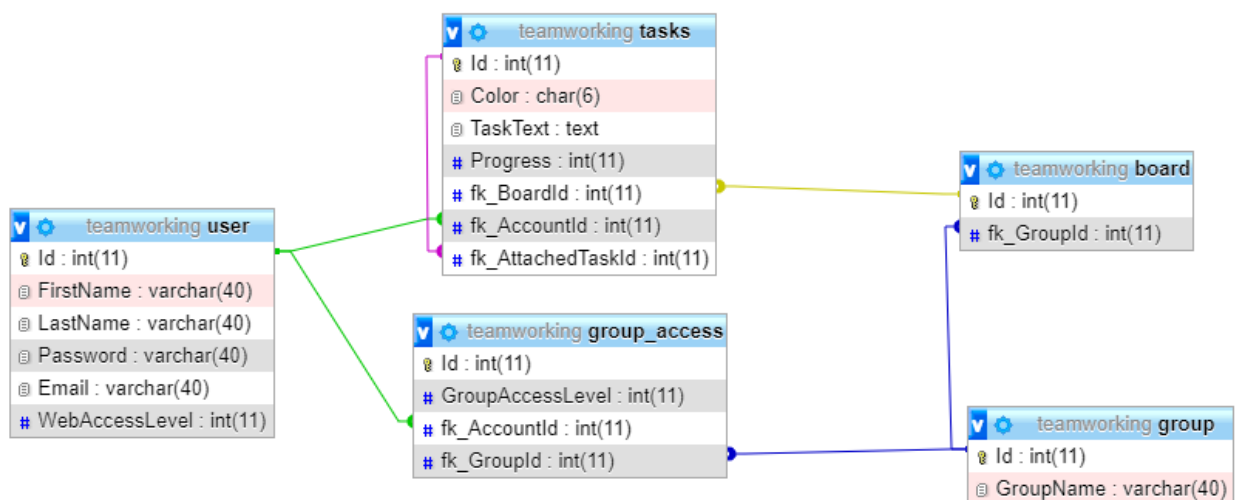 teamworking tasks
Id : int(11)
Color : char(6)
TaskText : text
Progress : int(11)
fk_BoardId : int(11)
fk_AccountId : int(11)
fk_AttachedTaskId : int(11)
teamworking board
Id : int(11)
fk_GroupId : int(11)
teamworking user
Id : int(11)
FirstName : varchar(40)
LastName : varchar(40)
Password : varchar(40)
Email : varchar(40)
WebAccessLevel : int(11)
teamworking group_access
Id : int(11)
GroupAccessLevel : int(11)
fk_AccountId : int(11)
fk_GroupId : int(11)
teamworking group
Id : int(11)
GroupName : varchar(40)